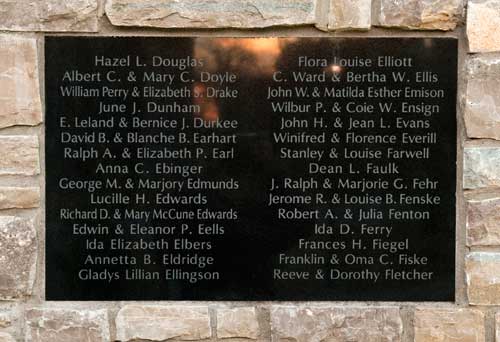 Hazel L. Douglas
Albert C. & Mary C. Doyle
William Perry & Elizabeth S. Drake
June J. Dunham
E. Leland & Bernice J. Durkee
David B. & Blanche B. Earhart
Ralph A. & Elizabeth P. Earl
Anna C. Ebinger
George M. & Marjory Edmunds
Lucille H. Edwards
Richard D. & Mary McCune Edwards
Edwin & Eleanor P. Eells
Ida Elizabeth Elbers
Annetta B. Eldridge
Gladys Lillian Ellingson
Flora Louise Elliott
C. Ward & Bertha W. Ellis
John W. & Matilda Esther Emison
Wilbur P. & Coie W. Ensign
John H. & Jean L. Evans
Winifred & Florence Everill
Stanley & Louise Farwell
Dean L. Faulk
J. Ralph & Marjorie G. Fehr
Jerome R. & Louise B. Fenske
Robert A. & Julia Fenton
Ida D. Ferry
Frances H. Fiegel
Franklin & Oma C. Fiske
Reeve & Dorothy Fletcher